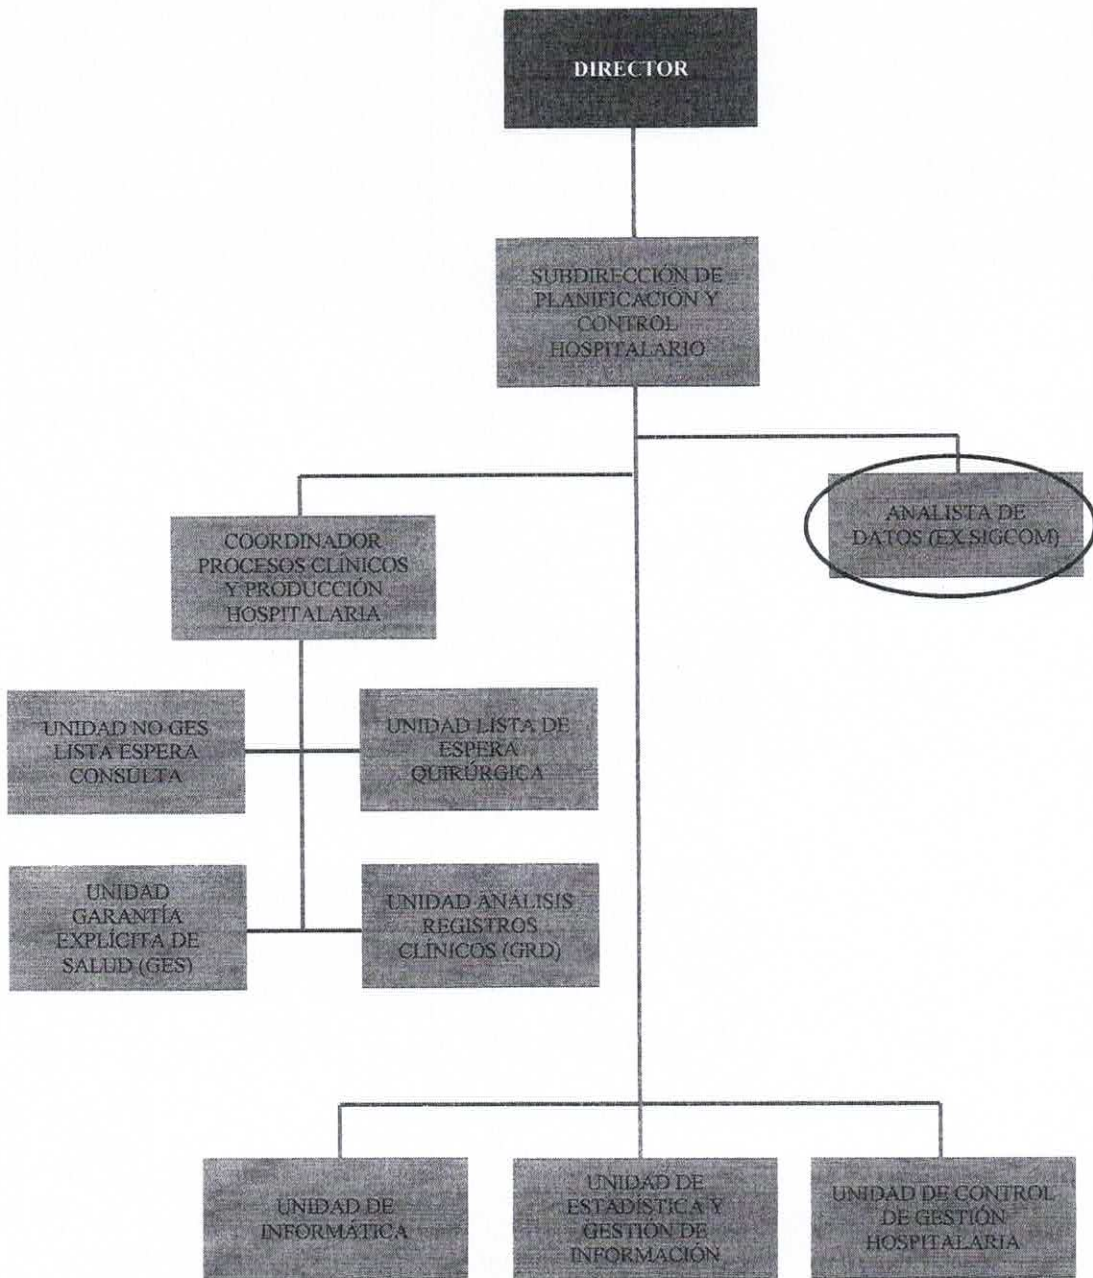 DIRECTOR
SUBDIRECCIÓN DE
PLANIFICACIÓN Y
CONTROL
HOSPITALARIO
ANALISTA DE
DATOS (EX.SIGCOM)
COORDINADOR
PROCESOS CLÍNICOS
Y PRODUCCIÓN
HOSPITALARIA
UNIDAD NO GES
LISTA ESPERA
CONSULTA
UNIDAD LISTA DE
ESPERA
QUIRÚRGICA
UNIDAD
GARANTÍA
EXPLÍCITA DE
SALUD (GES)
UNIDAD ANÁLISIS
REGISTROS
CLÍNICOS (GRD)
UNIDAD DE
INFORMÁTICA
UNIDAD DE
ESTADÍSTICA Y
GESTIÓN DE
INFORMACIÓN
UNIDAD DE CONTROL
DE GESTIÓN
HOSPITALARIA